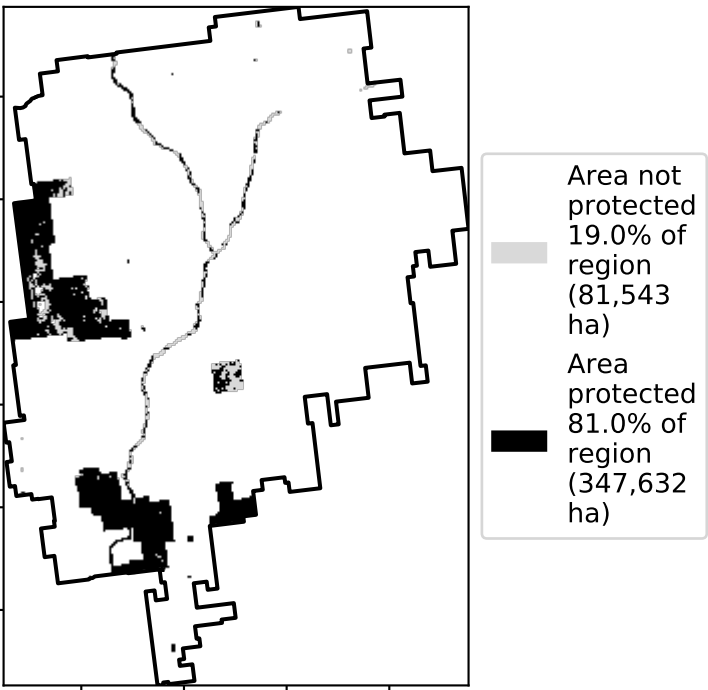 Area not
protected
19.0% of
region
(81,543
ha)
Area
protected
81.0% of
region
(347,632
ha)